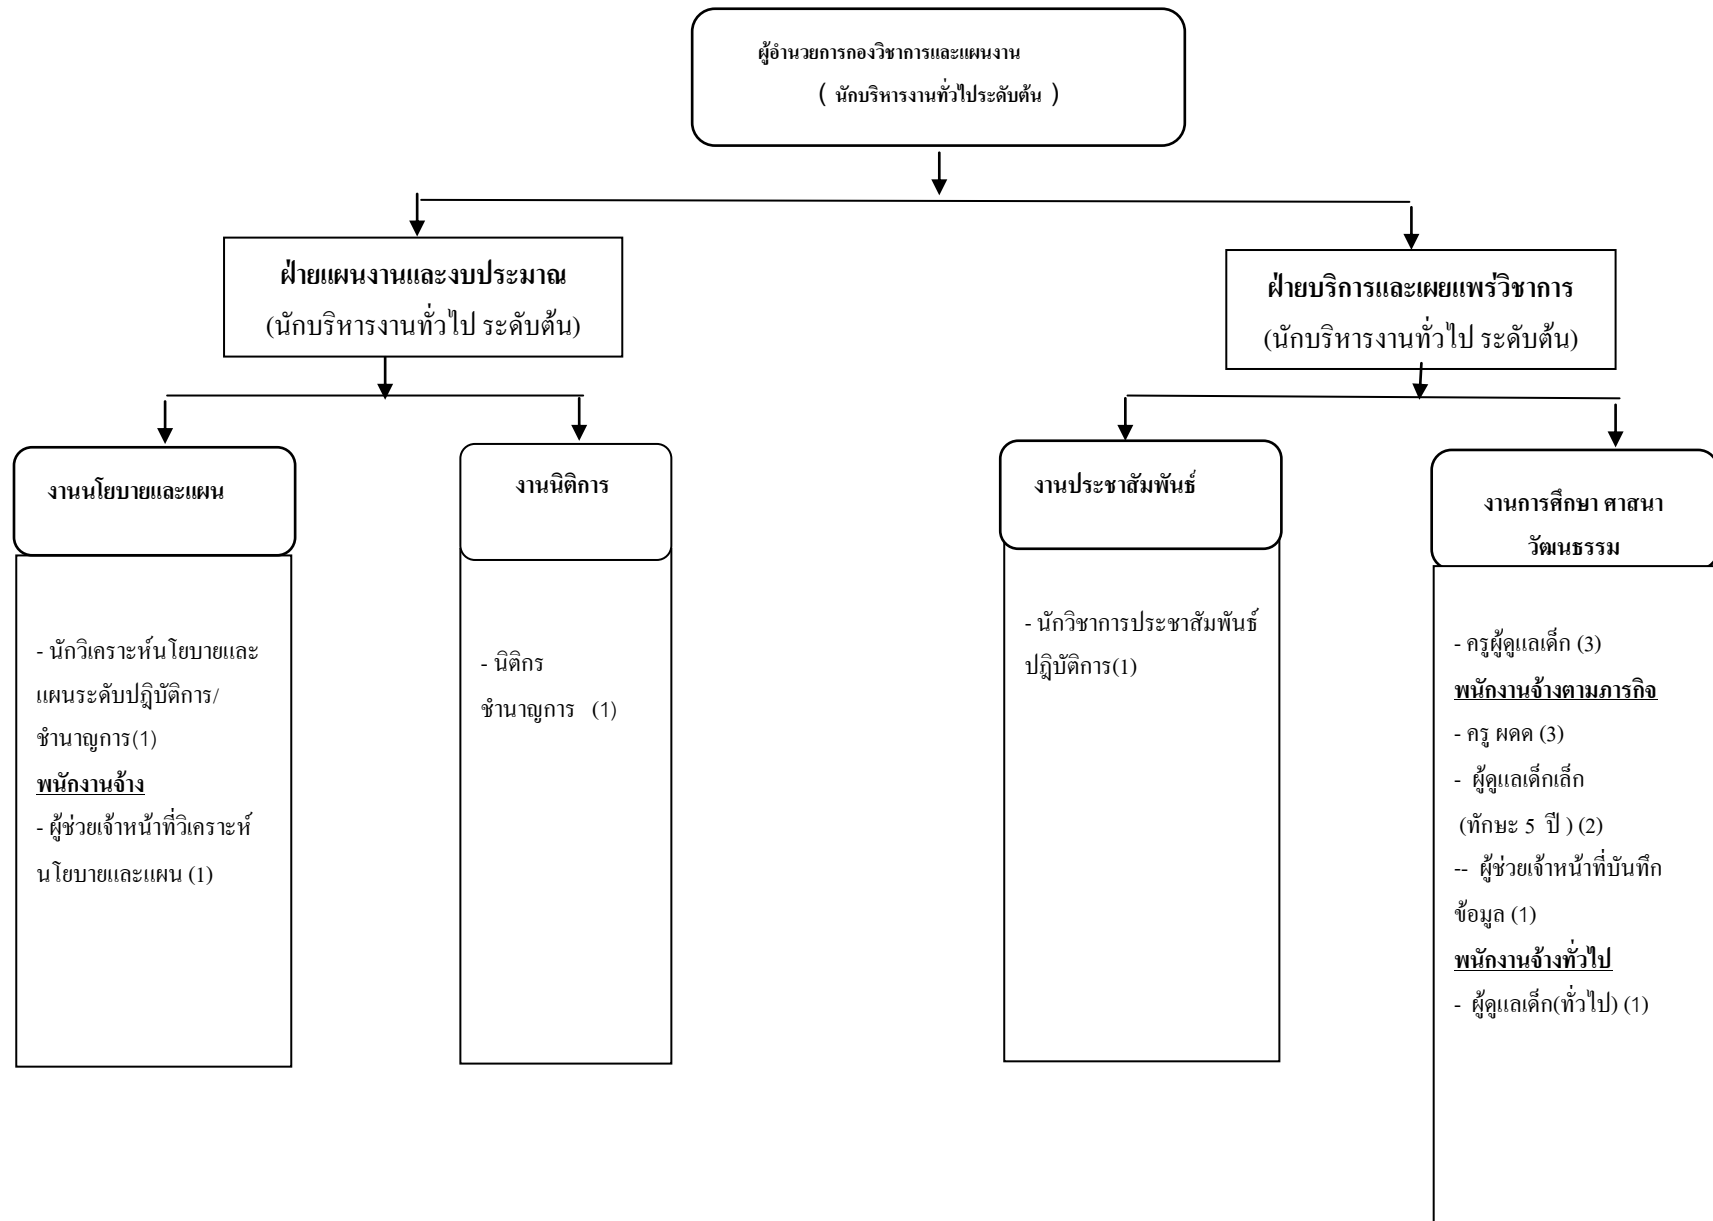 ผู้อำนวยการกองวิชาการและแผนงาน
( นักบริหารงานทั่วไประดับต้น )
ฝ่ายแผนงานและงบประมาณ
(นักบริหารงานทั่วไป ระดับต้น)
ฝ่ายบริการและเผยแพร่วิชาการ
(นักบริหารงานทั่วไป ระดับต้น)
งานนโยบายและแผน
- นักวิเคราะห์นโยบายและ
แผนระดับปฎิบัติการ/
ชำนาญการ(1)
พนักงานจ้าง
- ผู้ช่วยเจ้าหน้าที่วิเคราะห์
นโยบายและแผน (1)
งานนิติการ
- นิติกร
ชำนาญการ (1)
งานประชาสัมพันธ์
- นักวิชาการประชาสัมพันธ์
ปฎิบัติการ(1)
งานการศึกษา ศาสนา
วัฒนธรรม
- ครูผู้ดูแลเด็ก (3)
พนักงานจ้างตามภารกิจ
- ครู ผดด (3)
- ผู้ดูแลเด็กเล็ก
(ทักษะ 5 ปี ) (2)
-- ผู้ช่วยเจ้าหน้าที่บันทึก
ข้อมูล (1)
พนักงานจ้างทั่วไป
- ผู้ดูแลเด็ก(ทั่วไป) (1)